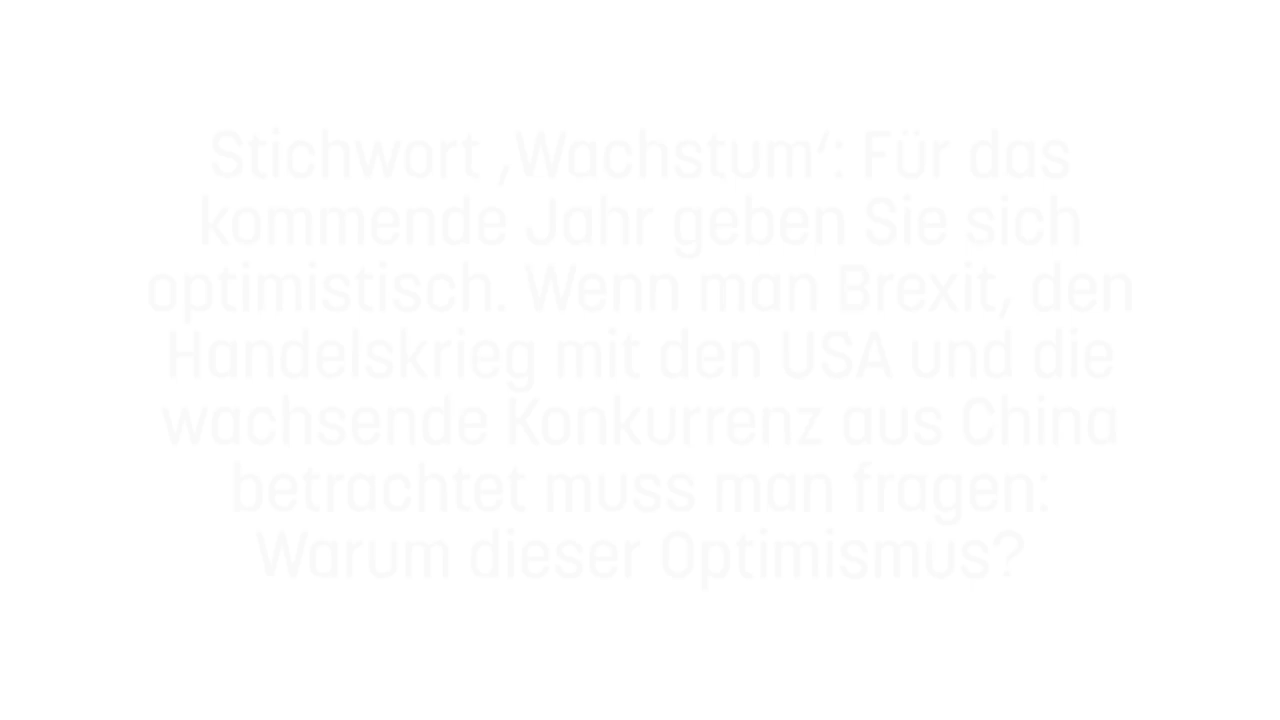 Stichwort ‚Wachstum‘: Für das
kommende Jahr geben Sie sich
optimistisch. Wenn man Brexit, den
Handelskrieg mit den USA und die
wachsende Konkurrenz aus China
betrachtet muss man fragen:
Warum dieser Optimismus?